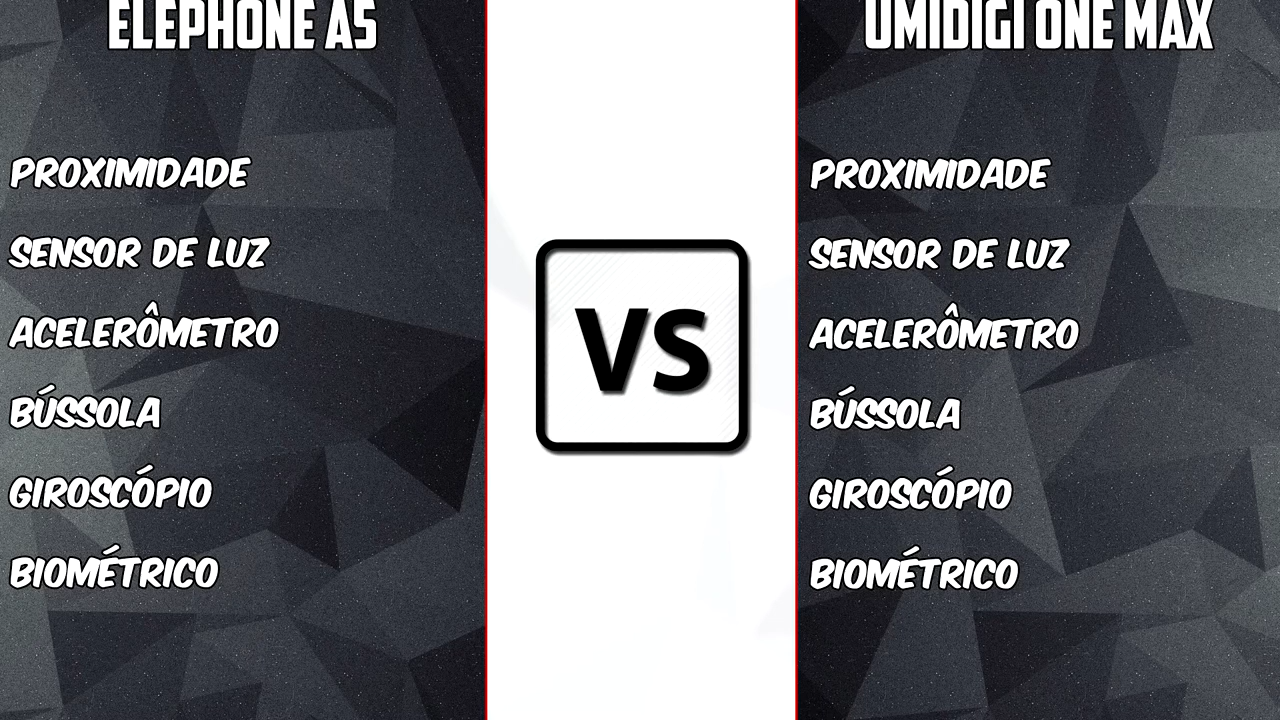 ELEPHONE A5
PROXIMIDADE
SENSOR DE LUZ
ACELERÔMETRO
BÚSSOLA
GIROSCÓPIO
BIOMÉTRICO
VS
UMIDIGI ONE MAX
PROXIMIDADE
SENSOR DE LUZ
ACELERÔMETRO
BÚSSOLA
GIROSCÓPIO
BIOMÉTRICO